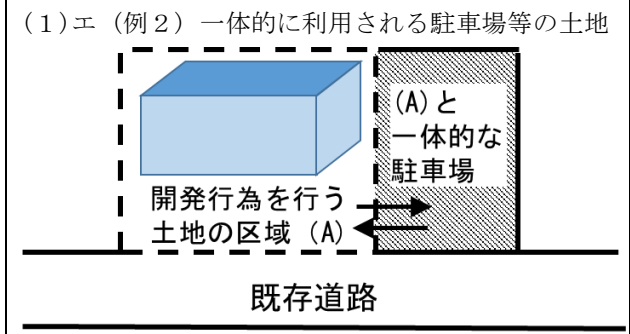 (1)エ(例2)一体的に利用される駐車場等の土地
(A)と
一体的な
駐車場
開発行為を行う
土地の区域(A)
既存道路